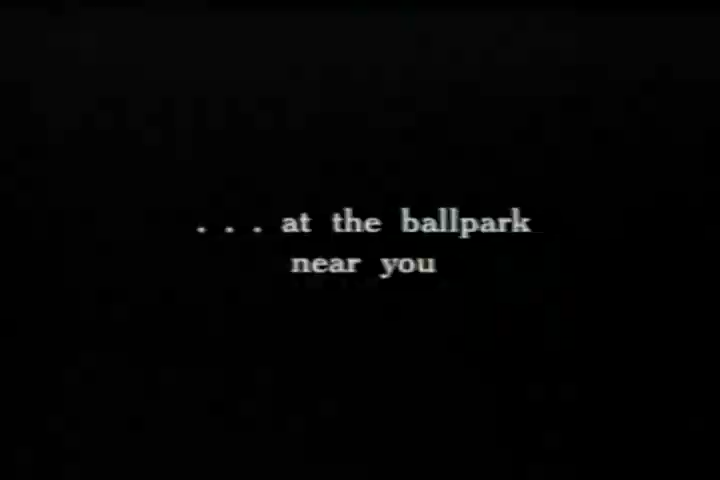 . . . at the ballpark
near you